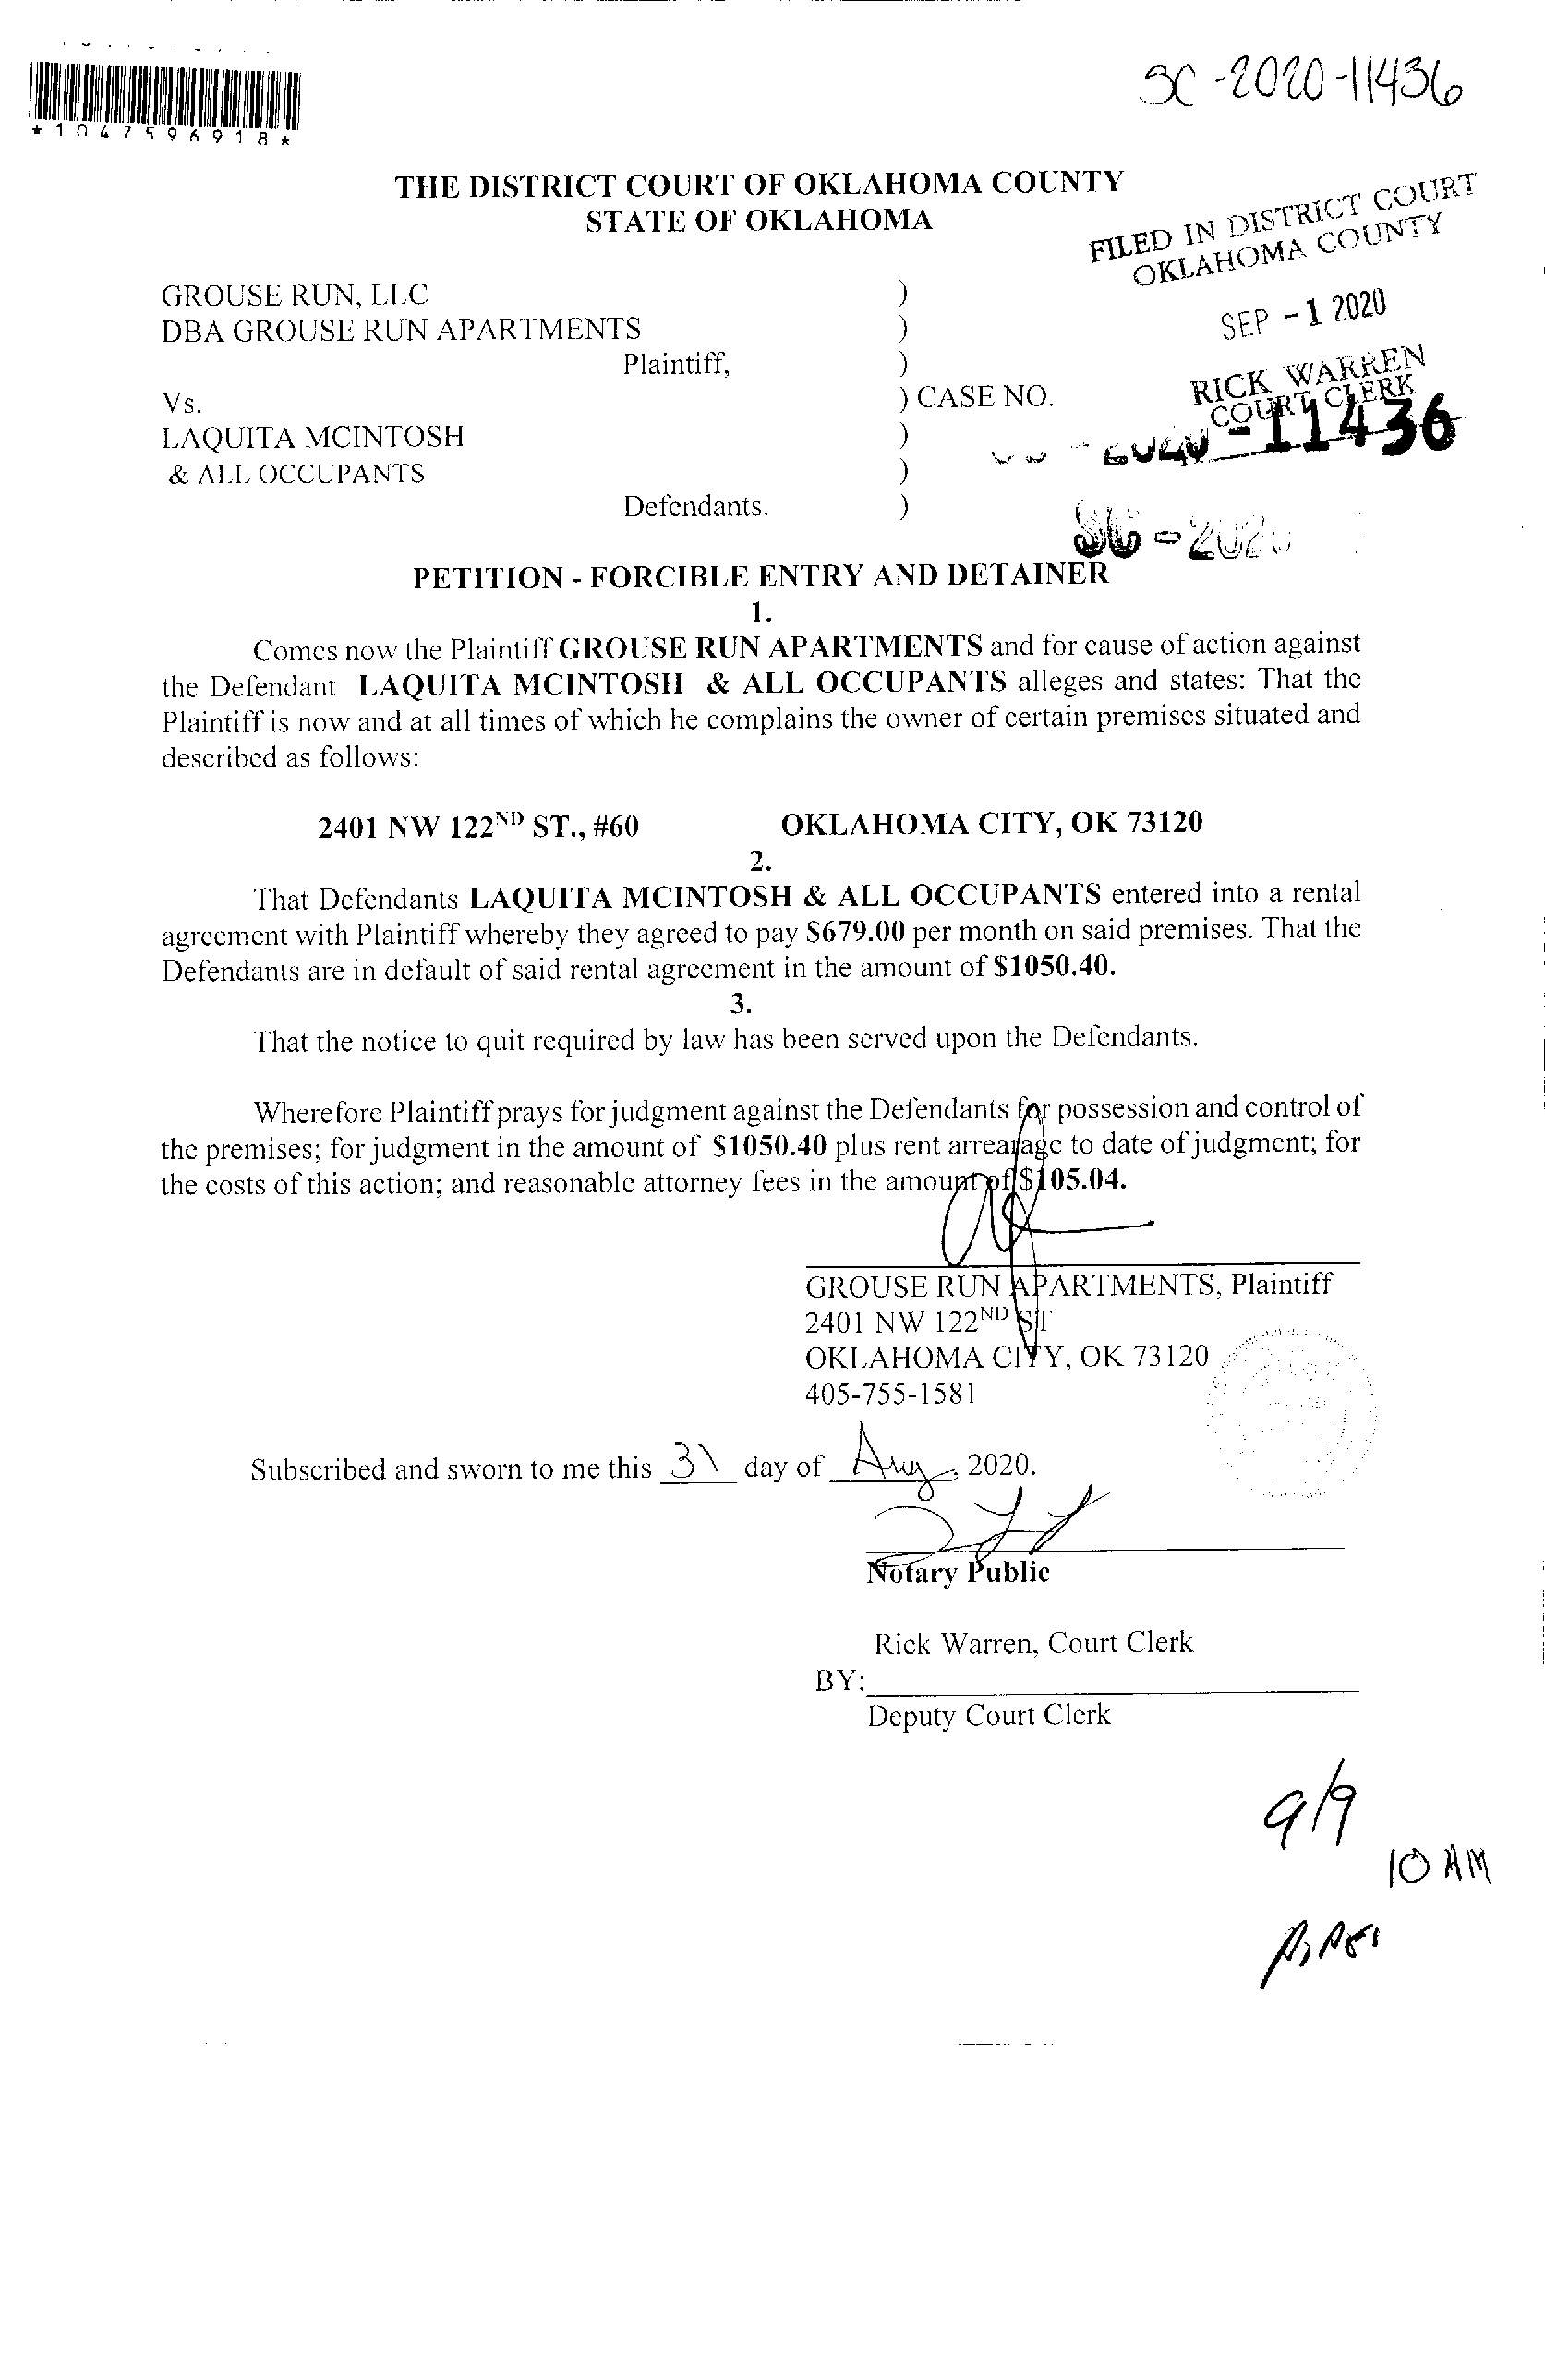 SC-2020-11436
*1047596918*
THE DISTRICT COURT OF OKLAHOMA COUNTY
STATE OF OKLAHOMA
FILED IN DISTRICT COURT
OKLAHOMA COUNTY
SEP -1 2020
RICK WARREN
COURT CLERK
GROUSE RUN, LLC )
DBA GROUSE RUN APARTMENTS )
Plaintiff, )
Vs. ) CASE NO.
LAQUITA MCINTOSH ) -2020-11436
& ALL OCCUPANTS )
Defendants. )
-2020
PETITION - FORCIBLE ENTRY AND DETAINER
1.
Comes now the Plaintiff GROUSE RUN APARTMENTS and for cause of action against
the Defendant LAQUITA MCINTOSH & ALL OCCUPANTS alleges and states: That the
Plaintiff is now and at all times of which he complains the owner of certain premises situated and
described as follows:
2401 NW 122ND ST., #60 OKLAHOMA CITY, OK 73120
2.
That Defendants LAQUITA MCINTOSH & ALL OCCUPANTS entered into a rental
agreement with Plaintiff whereby they agreed to pay $679.00 per month on said premises. That the
Defendants are in default of said rental agreement in the amount of $1050.40.
3.
That the notice to quit required by law has been served upon the Defendants.
Wherefore Plaintiff prays for judgment against the Defendants for possession and control of
the premises; for judgment in the amount of $1050.40 plus rent arrearage to date of judgment; for
the costs of this action; and reasonable attorney fees in the amount of $105.04.
GROUSE RUN APARTMENTS, Plaintiff
2401 NW 122ND ST
OKLAHOMA CITY, OK 73120
405-755-1581
Subscribed and sworn to me this 31 day of Aug, 2020.
Notary Public
Rick Warren, Court Clerk
BY:
Deputy Court Clerk
9/9
10 AM